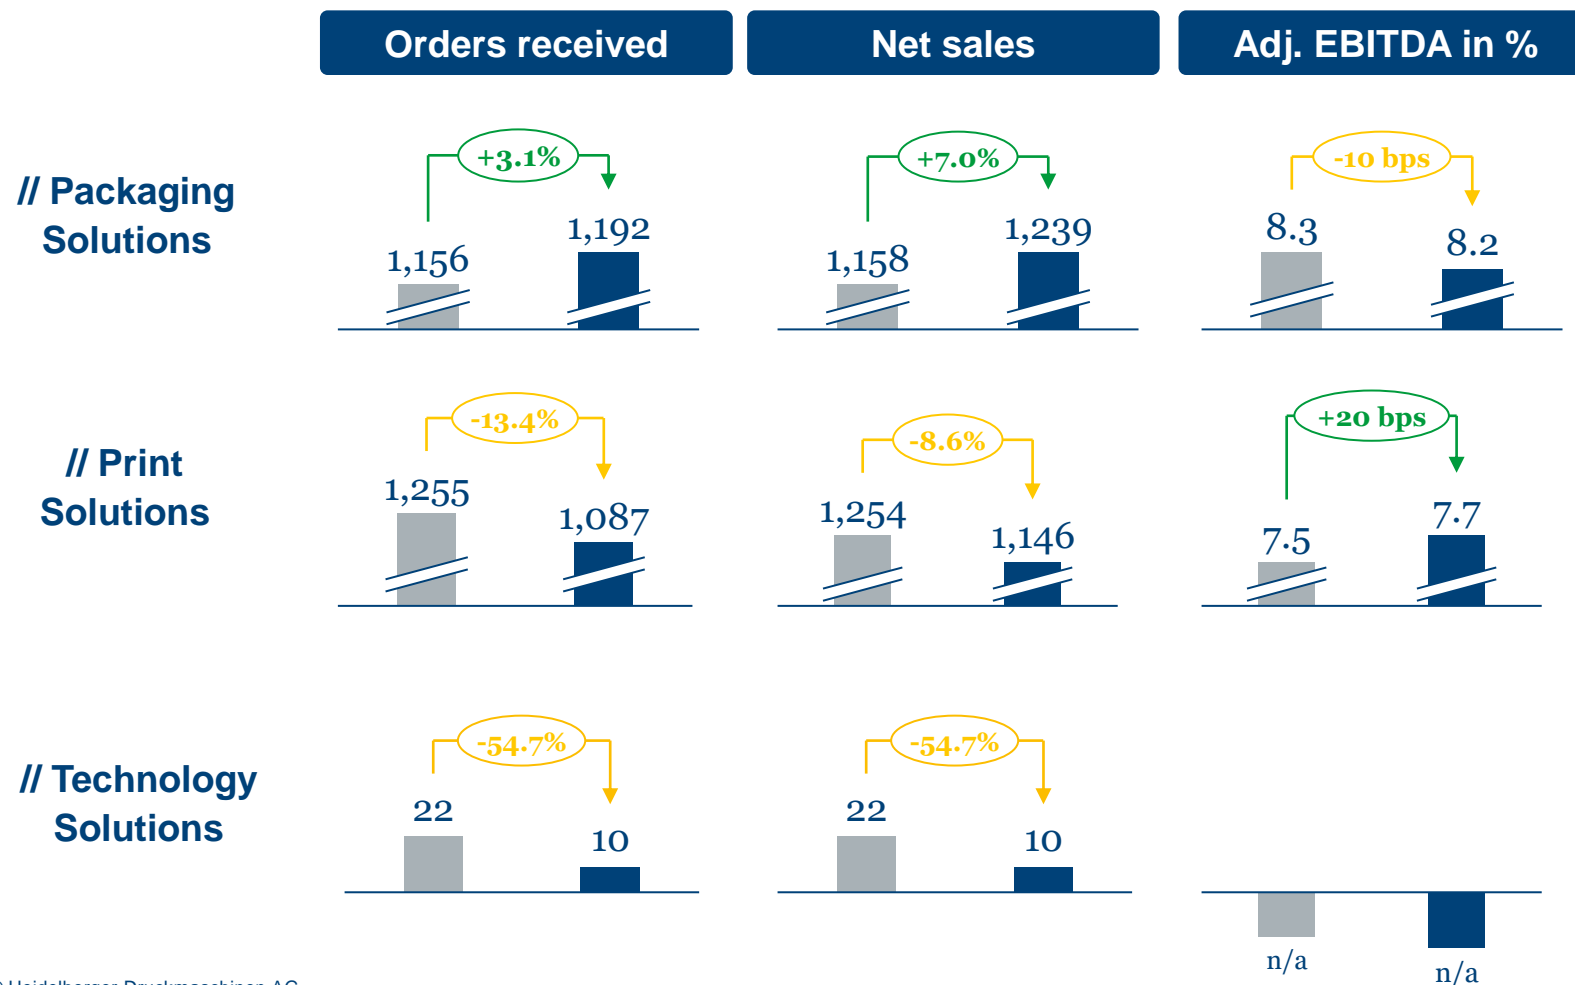 Orders received
Net sales
Adj. EBITDA in %
// Packaging
Solutions
+3.1%
1,156
1,192
+7.0%
1,158
1,239
-10 bps
8.3
8.2
// Print
Solutions
-13.4%
1,255
1,087
-8.6%
1,254
1,146
+20 bps
7.5
7.7
// Technology
Solutions
-54.7%
22
10
-54.7%
22
10
n/a
n/a
Heidelberger Druckmaschinen AG